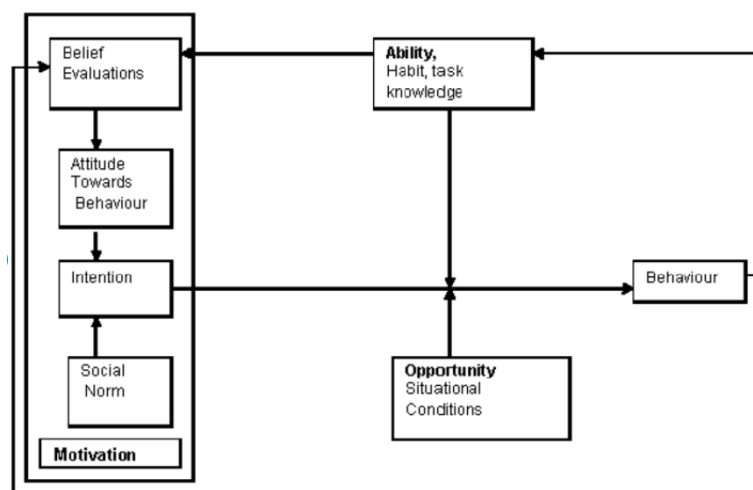 Belief
Evaluations
Ability,
Habit, task
knowledge
Attitude
Towards
Behaviour
Intention
Behaviour
Social
Norm
Opportunity
Situational
Conditions
Motivation